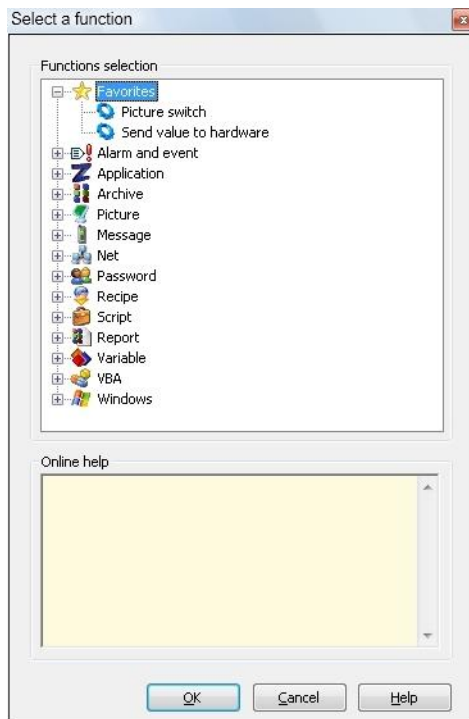 Select a function
Functions selection
Favorites
Picture switch
Send value to hardware
Alarm and event
Application
Archive
Picture
Message
Net
Password
Recipe
Script
Report
Variable
VBA
Windows
Online help
OK
Cancel
Help